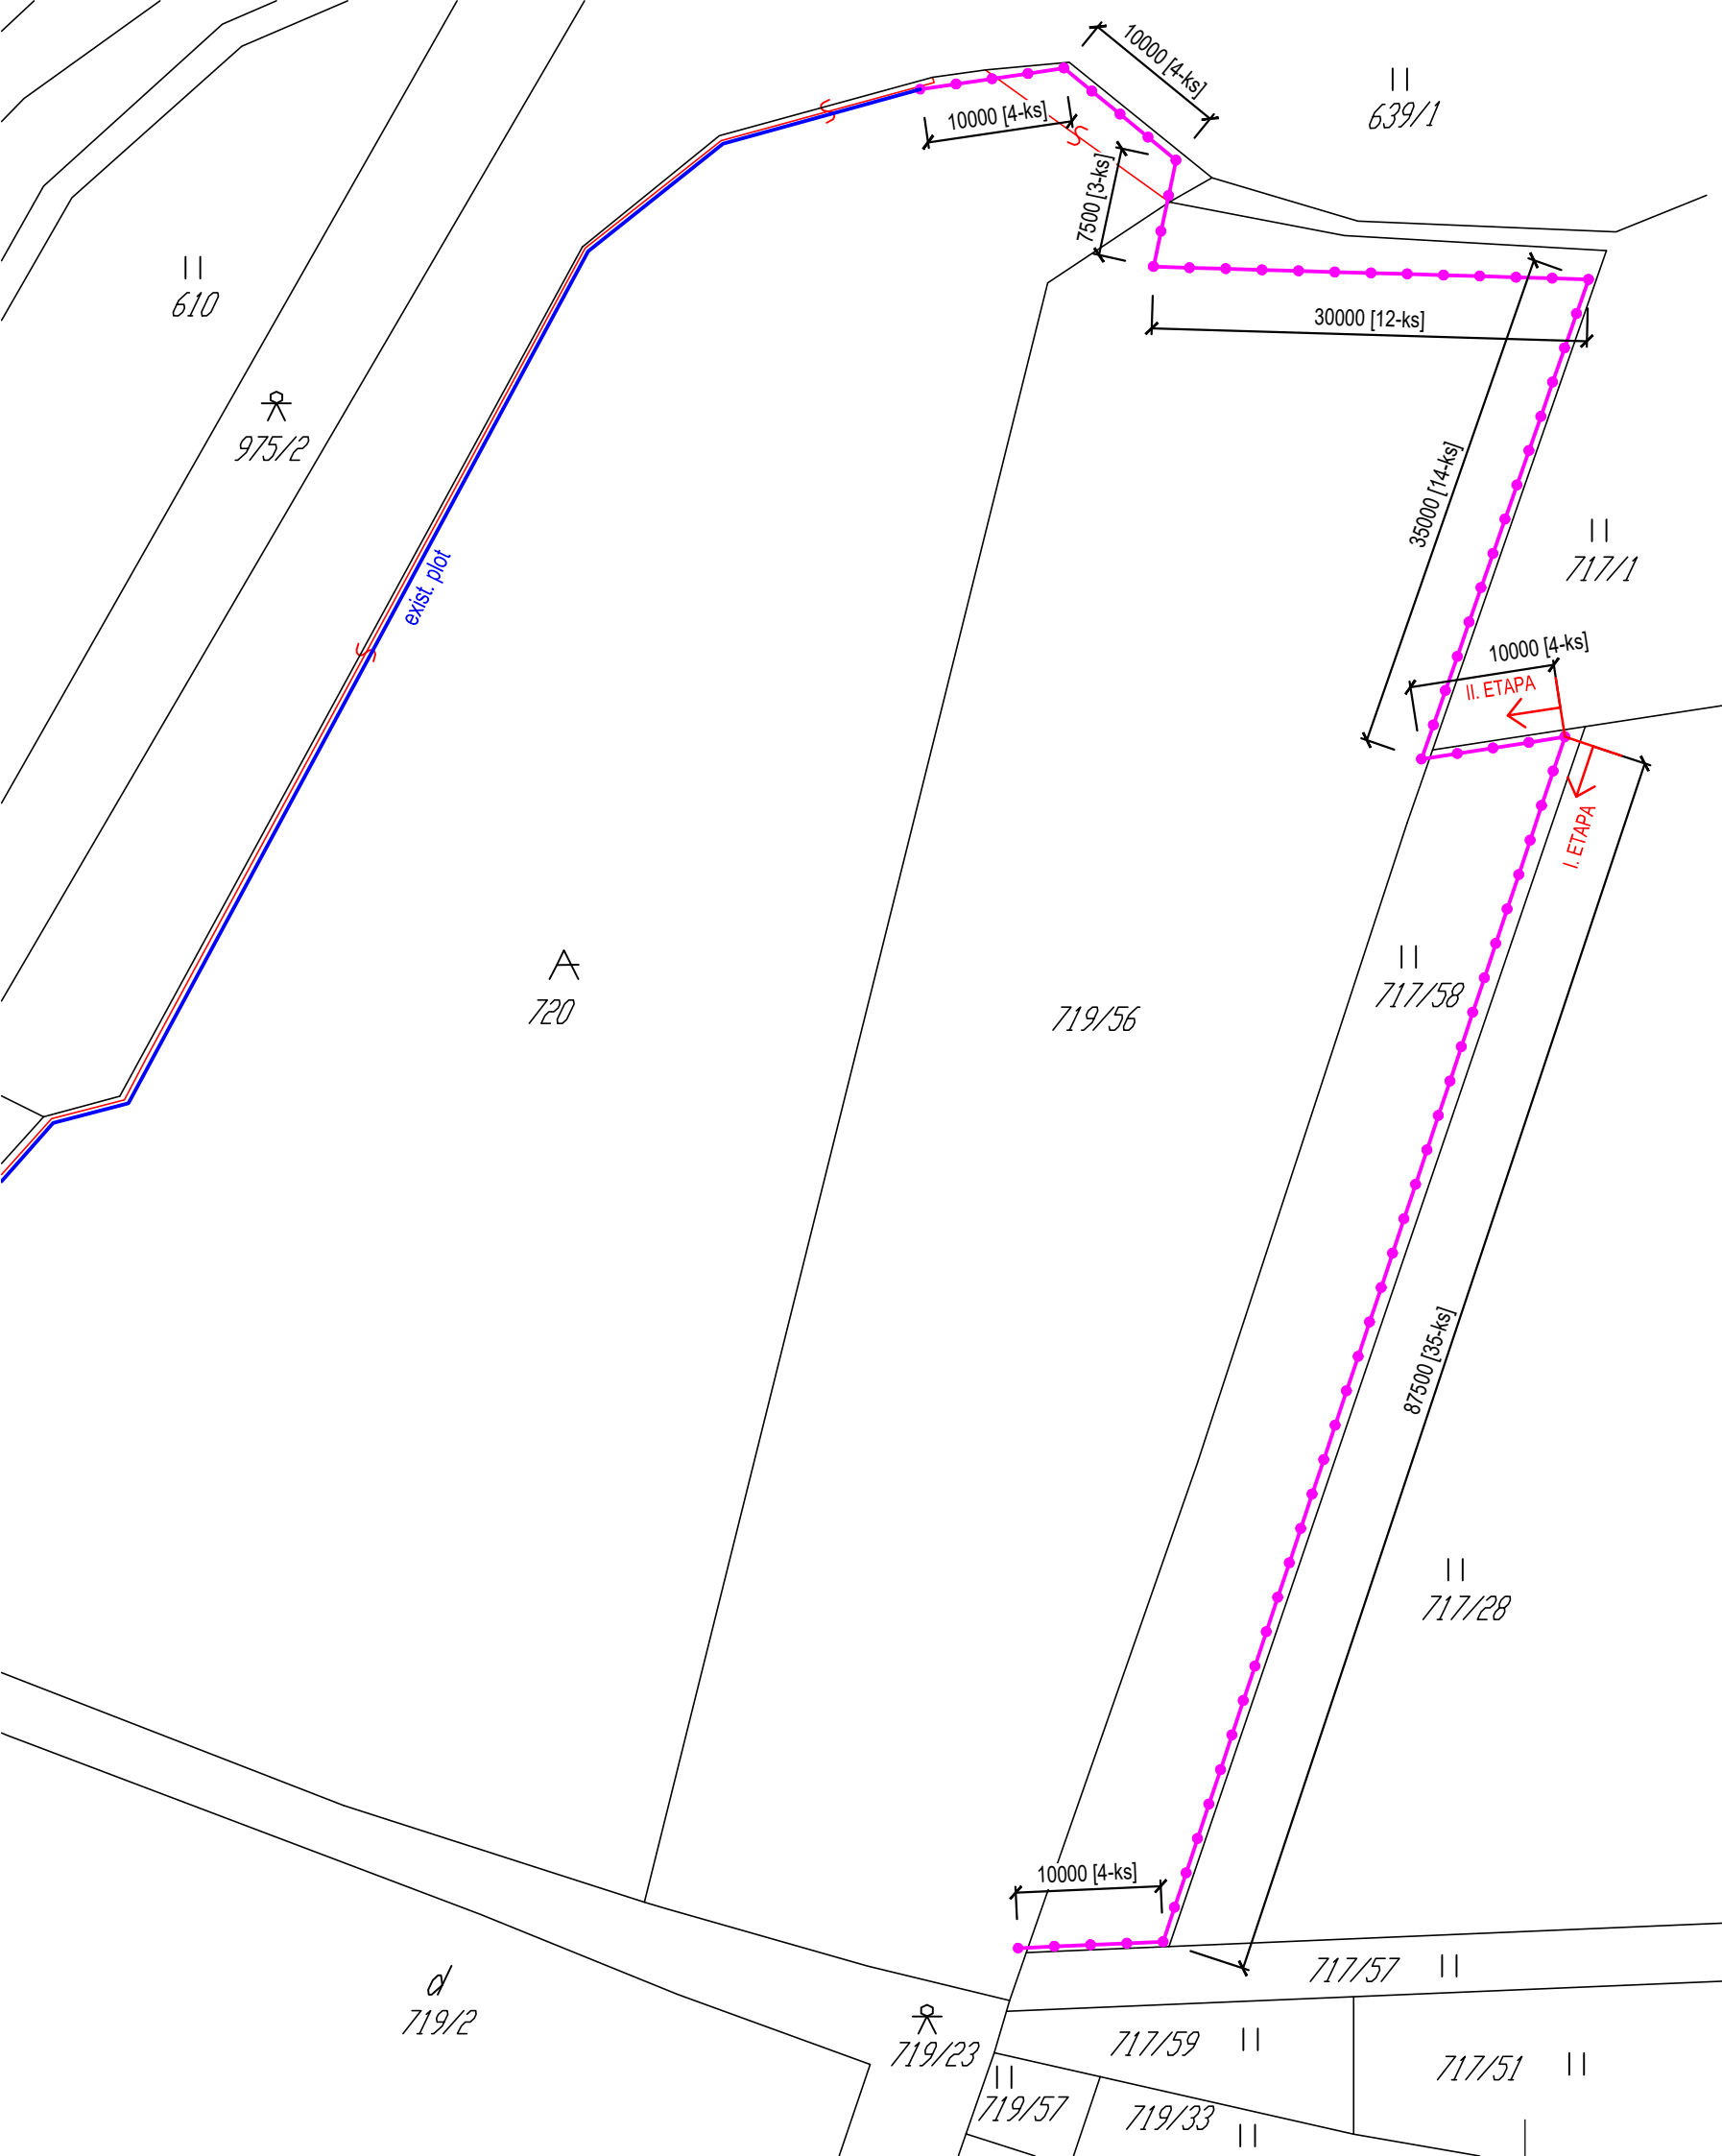 10000 [4-ks]
639/1
10000 [4-ks]
S
S
7500 [3-ks]
610
30000 [12-ks]
975/2
35000 [14-ks]
717/1
exist. plot
S
10000 [4-ks]
II. ETAPA
I. ETAPA
720
719/56
717/58
87500 [35-ks]
717/28
10000 [4-ks]
717/57
719/2
719/23
717/59
717/51
719/57
719/33